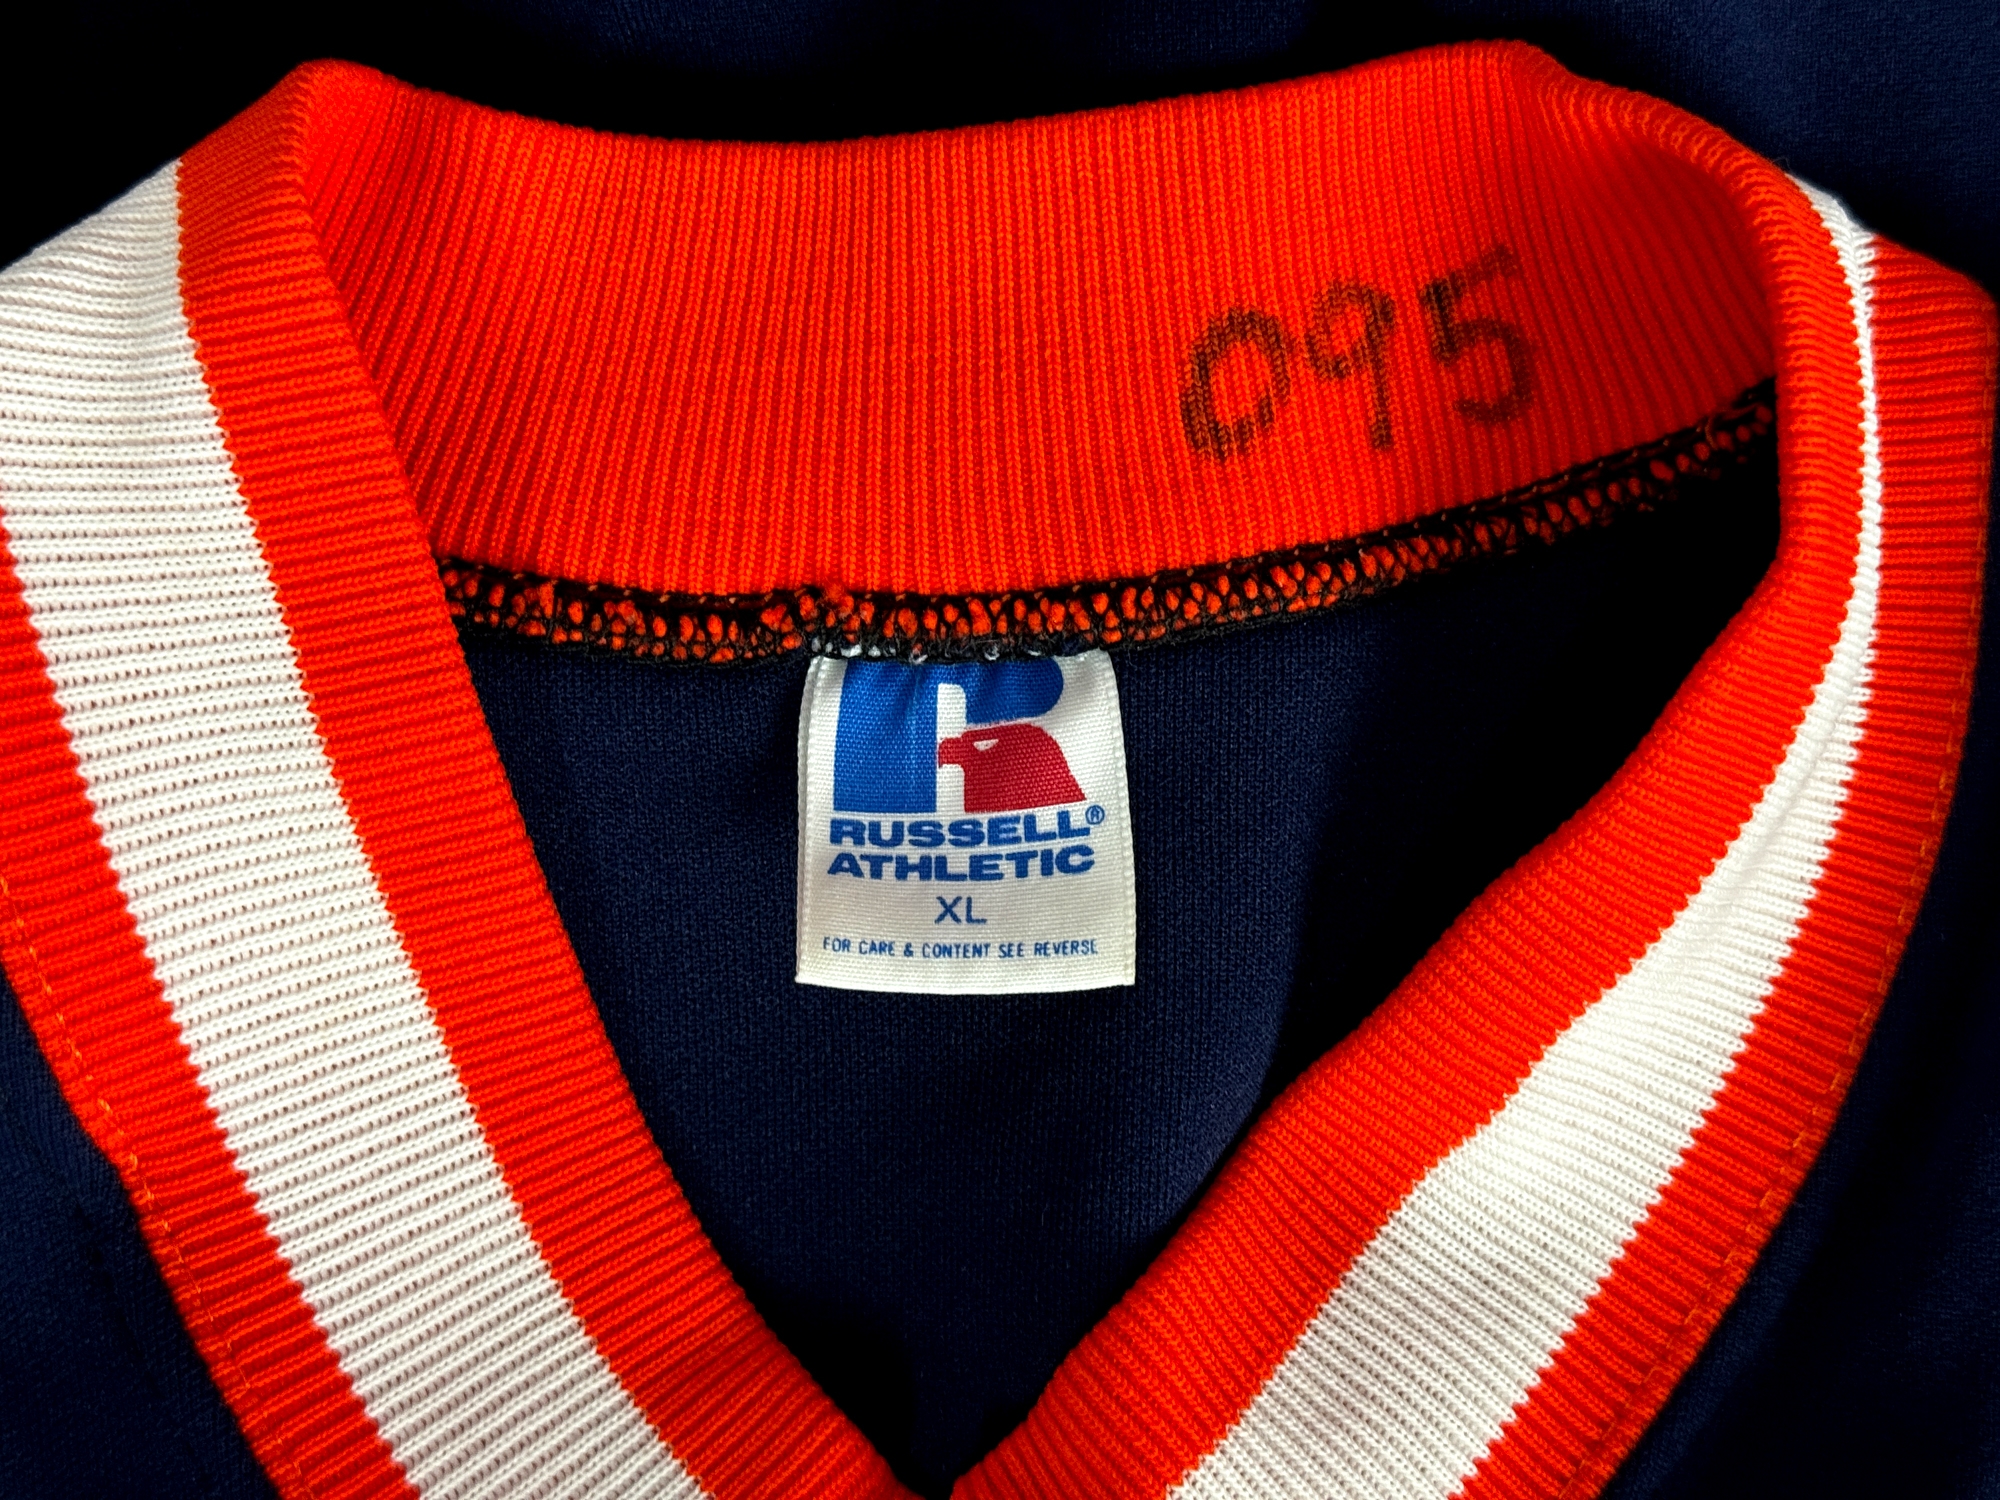 095
RUSSELL®
ATHLETIC
XL
FOR CARE & CONTENT SEE REVERSE